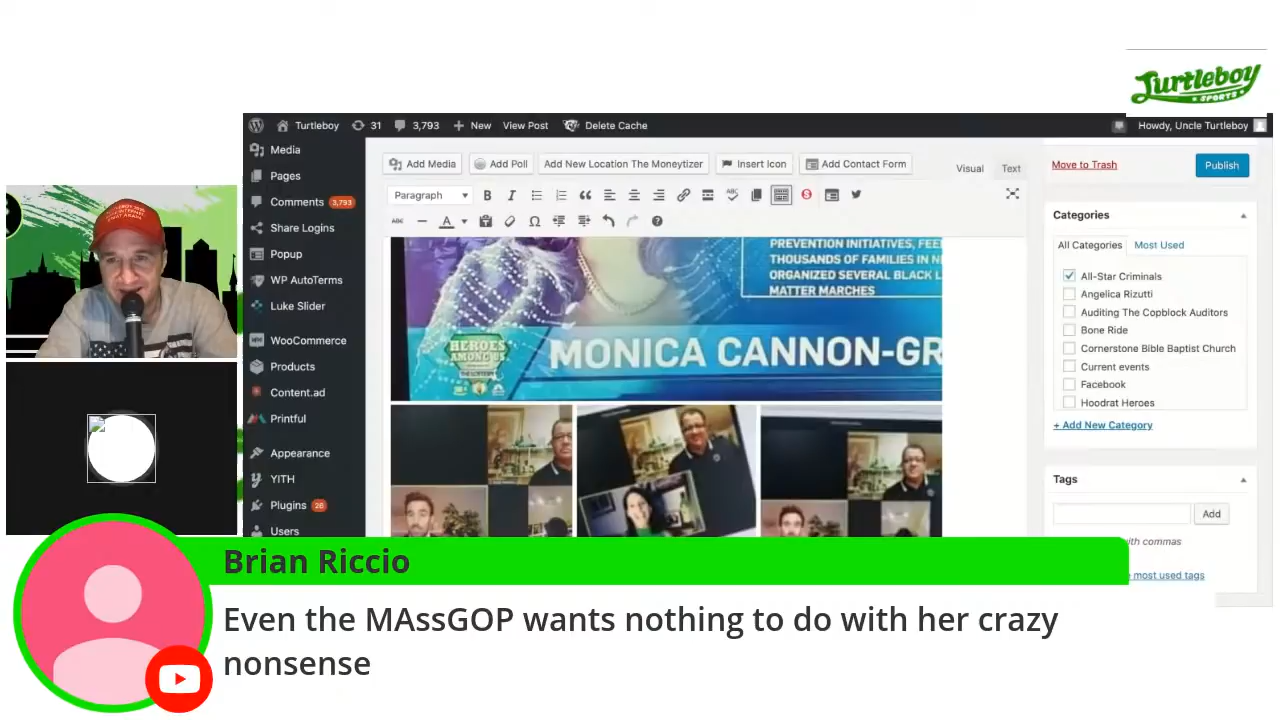 Turtleboy
SPORTS
Turtleboy 31 3,793 + New View Post Delete Cache Howdy, Uncle Turtleboy
Media
Pages
Comments 3,793
Share Logins
Popup
WP AutoTerms
Luke Slider
WooCommerce
Products
Content.ad
Printful
Appearance
YITH
Plugins 26
Users
Add Media Add Poll Add New Location The Moneytizer Insert Icon Add Contact Form Visual Text
Paragraph B I
ABC A Ω
PREVENTION INITIATIVES, FEE
THOUSANDS OF FAMILIES IN N
ORGANIZED SEVERAL BLACK L
MATTER MARCHES
HEROES
AMONG US
MONICA CANNON-GR
Move to Trash Publish
Categories
All Categories Most Used
All-Star Criminals
Angelica Rizutti
Auditing The Copblock Auditors
Bone Ride
Cornerstone Bible Baptist Church
Current events
Facebook
Hoodrat Heroes
+ Add New Category
Tags
Add
with commas
most used tags
Brian Riccio
Even the MAssGOP wants nothing to do with her crazy
nonsense